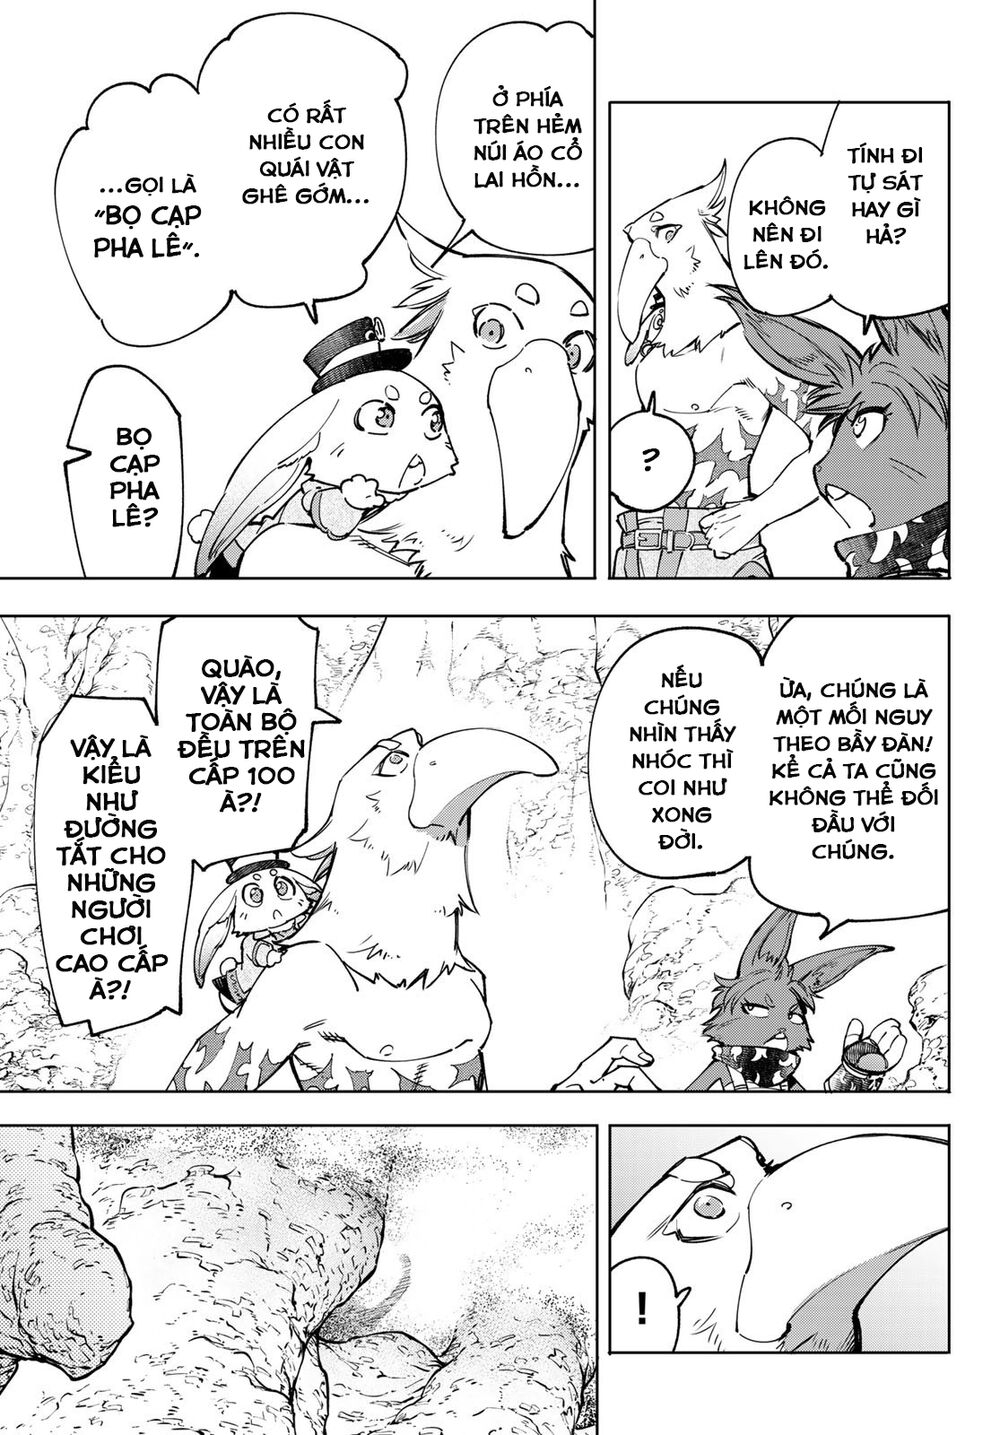 TÍNH ĐI
TỰ SÁT
HAY GÌ
HẢ?
KHÔNG
NÊN ĐI
LÊN ĐÓ.
?
Ở PHÍA
TRÊN HẺM
NÚI ÁO CỔ
LAI HỒN...
CÓ RẤT
NHIỀU CON
QUÁI VẬT
GHÊ GỚM...
...GỌI LÀ
"BỌ CẠP
PHA LÊ".
BỌ
CẠP
PHA
LÊ?
ỪA, CHÚNG LÀ
MỘT MỐI NGUY
THEO BẦY ĐÀN!
KỂ CẢ TA CŨNG
KHÔNG THỂ ĐỐI
ĐẦU VỚI
CHÚNG.
NẾU
CHÚNG
NHÌN THẤY
NHÓC THÌ
COI NHƯ
XONG
ĐỜI.
QUÀO,
VẬY LÀ
TOÀN BỘ
ĐỀU TRÊN
CẤP 100
À?!
VẬY LÀ
KIỂU
NHƯ
ĐƯỜNG
TẮT CHO
NHỮNG
NGƯỜI
CHƠI
CAO CẤP
À?!
!